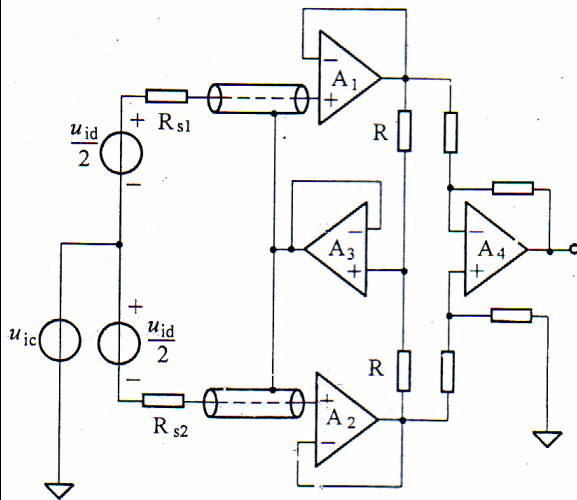 −
A₁
+
+
R_s1
u_id/2
−
R
−
A₃
+
−
A₄
+
u_ic
+
u_id/2
−
R
R_s2
+
A₂
−